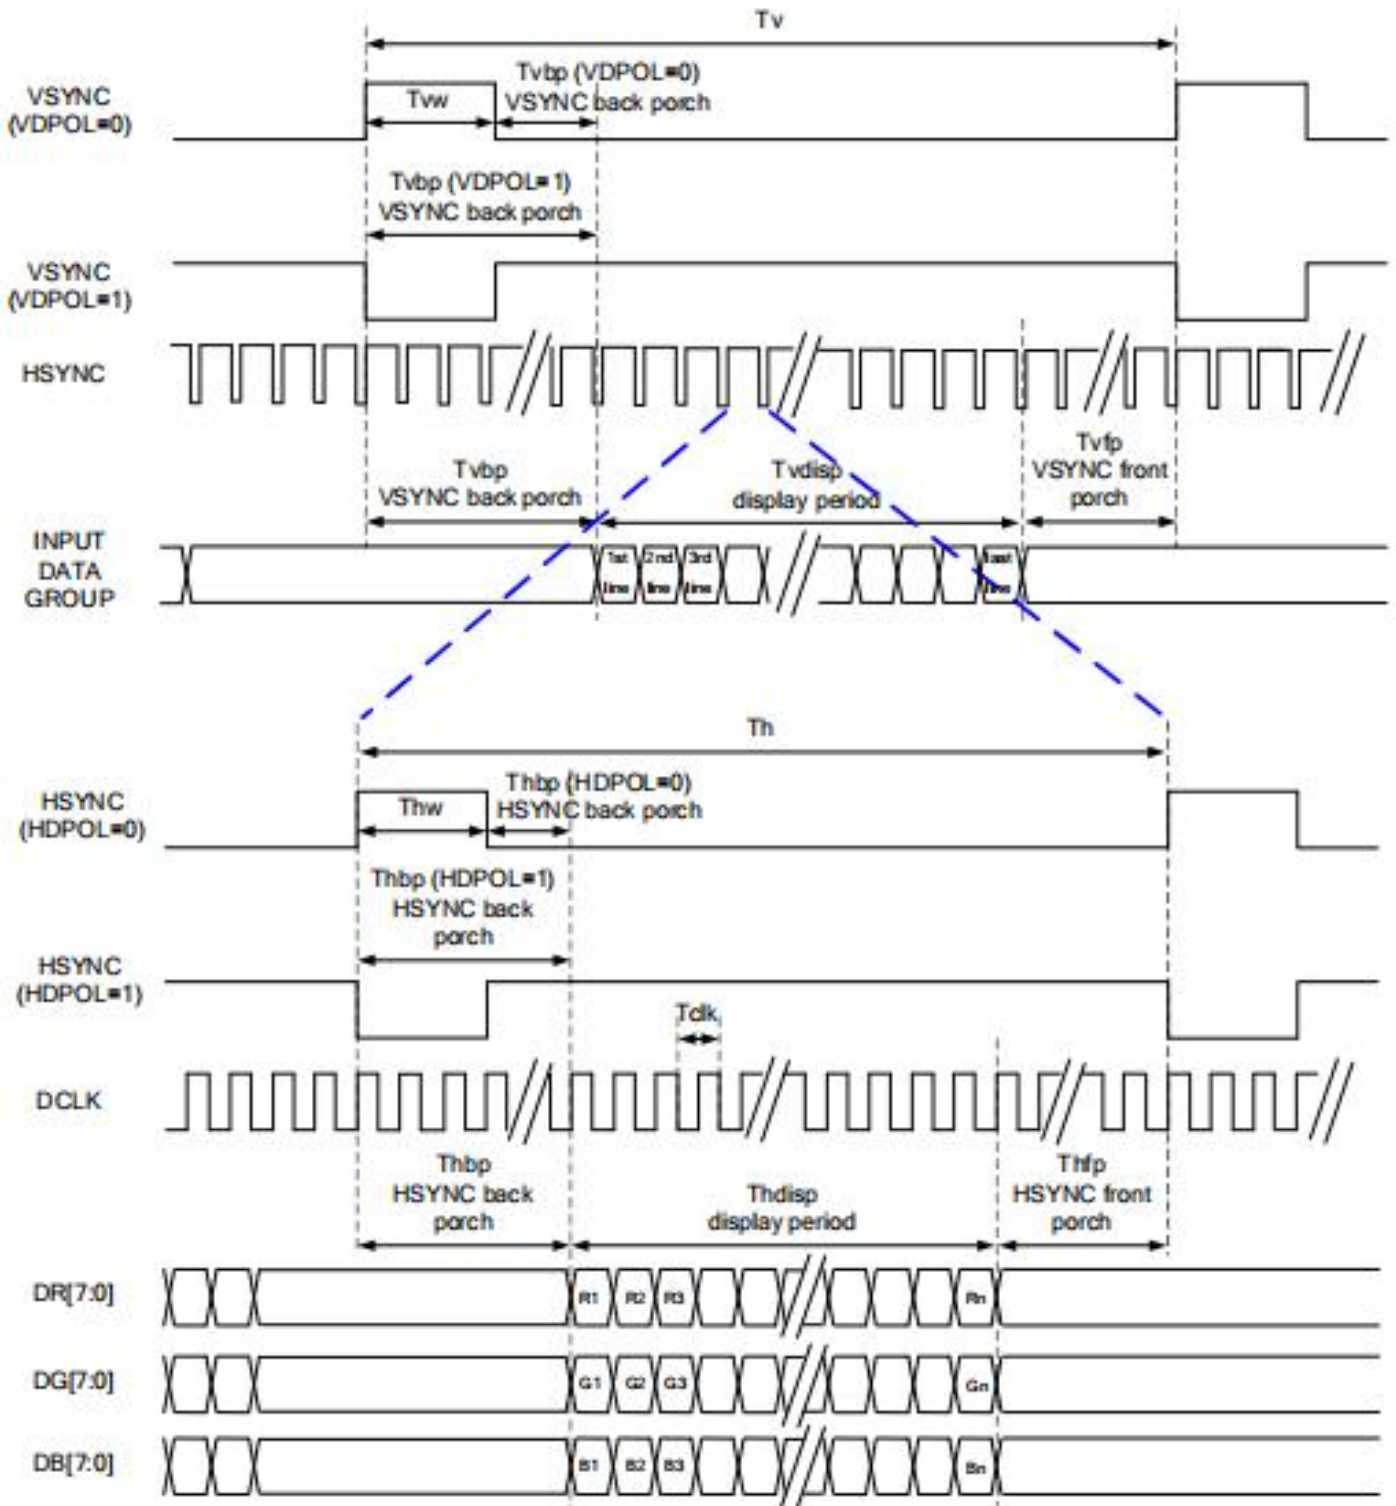 Tv
VSYNC
(VDPOL=0)
Tvw
Tvbp (VDPOL=0)
VSYNC back porch
Tvbp (VDPOL=1)
VSYNC back porch
VSYNC
(VDPOL=1)
HSYNC
Tvbp
VSYNC back porch
Tvdisp
display period
Tvfp
VSYNC front
porch
INPUT
DATA
GROUP
1st
line
2nd
line
3rd
line
last
line
Th
HSYNC
(HDPOL=0)
Thw
Thbp (HDPOL=0)
HSYNC back porch
Thbp (HDPOL=1)
HSYNC back
porch
HSYNC
(HDPOL=1)
Tclk
DCLK
Thbp
HSYNC back
porch
Thdisp
display period
Thfp
HSYNC front
porch
DR[7:0]
R1 R2 R3 Rn
DG[7:0]
G1 G2 G3 Gn
DB[7:0]
B1 B2 B3 Bn